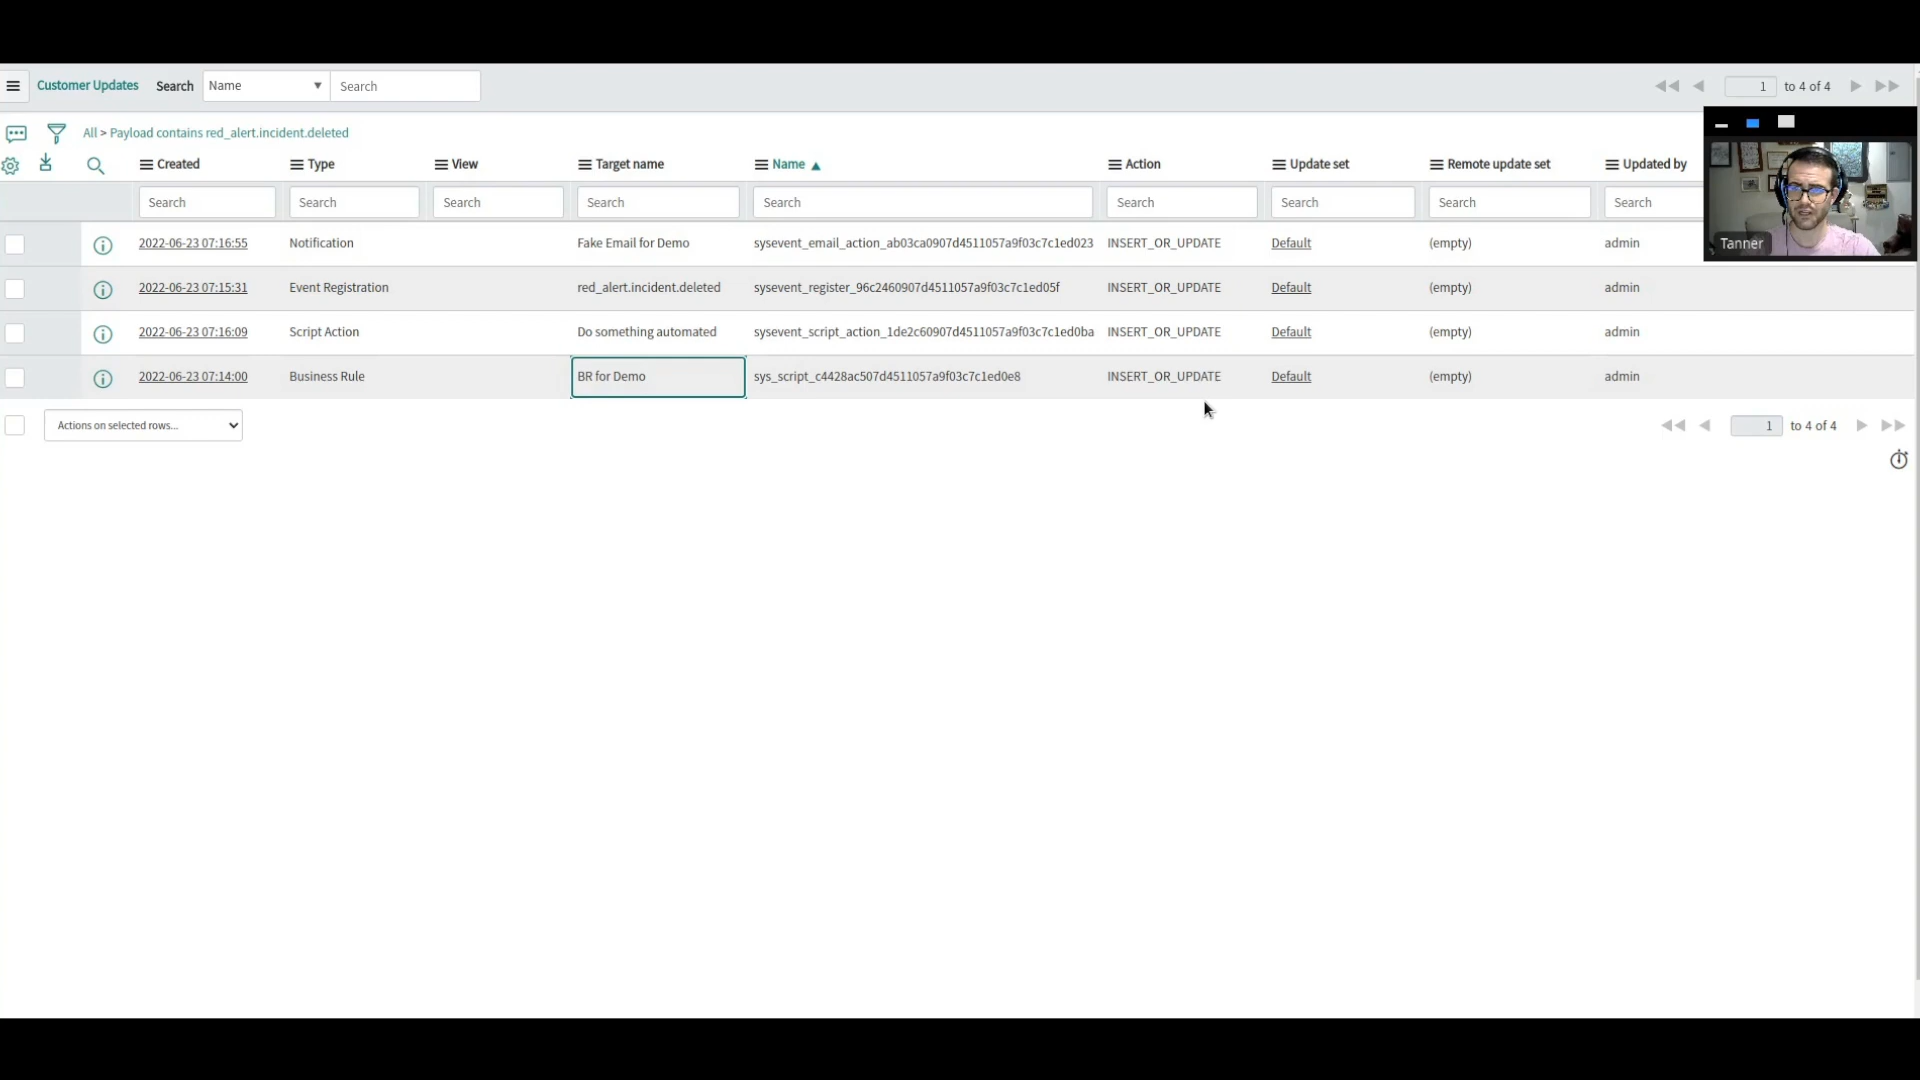 Customer Updates Search Name Search 1 to 4 of 4
All > Payload contains red_alert.incident.deleted
Created Type View Target name Name Action Update set Remote update set Updated by
Search Search Search Search Search Search Search Search Search
2022-06-23 07:16:55 Notification Fake Email for Demo sysevent_email_action_ab03ca0907d4511057a9f03c7c1ed023 INSERT_OR_UPDATE Default (empty) admin
Tanner
2022-06-23 07:15:31 Event Registration red_alert.incident.deleted sysevent_register_96c2460907d4511057a9f03c7c1ed05f INSERT_OR_UPDATE Default (empty) admin
2022-06-23 07:16:09 Script Action Do something automated sysevent_script_action_1de2c60907d4511057a9f03c7c1ed0ba INSERT_OR_UPDATE Default (empty) admin
2022-06-23 07:14:00 Business Rule BR for Demo sys_script_c4428ac507d4511057a9f03c7c1ed0e8 INSERT_OR_UPDATE Default (empty) admin
Actions on selected rows... 1 to 4 of 4